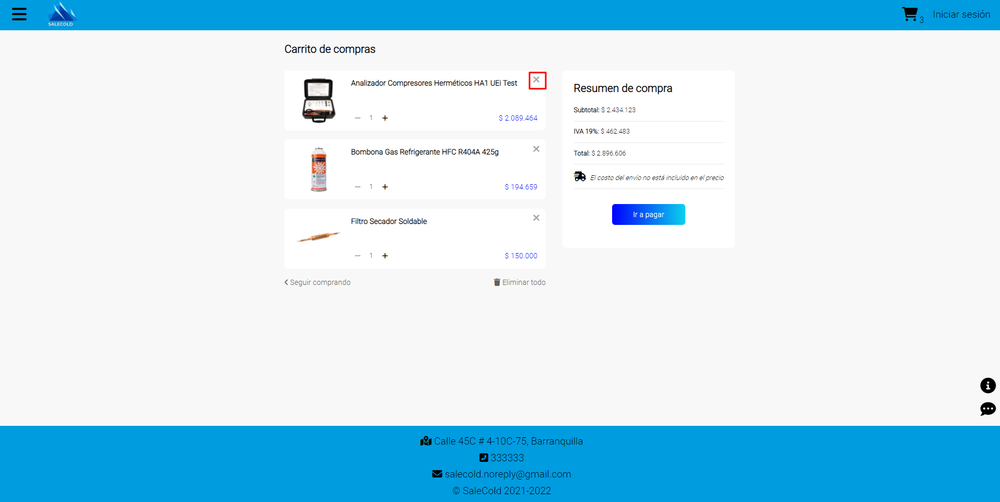 SALECOLD
3
Iniciar sesión
Carrito de compras
Analizador Compresores Herméticos HA1 UEi Test
1
$ 2.089.464
Bombona Gas Refrigerante HFC R404A 425g
1
$ 194.659
Filtro Secador Soldable
1
$ 150.000
Seguir comprando
Eliminar todo
Resumen de compra
Subtotal: $ 2.434.123
IVA 19%: $ 462.483
Total: $ 2.896.606
El costo del envío no está incluido en el precio
Ir a pagar
Calle 45C # 4-10C-75, Barranquilla
333333
salecold.noreply@gmail.com
© SaleCold 2021-2022